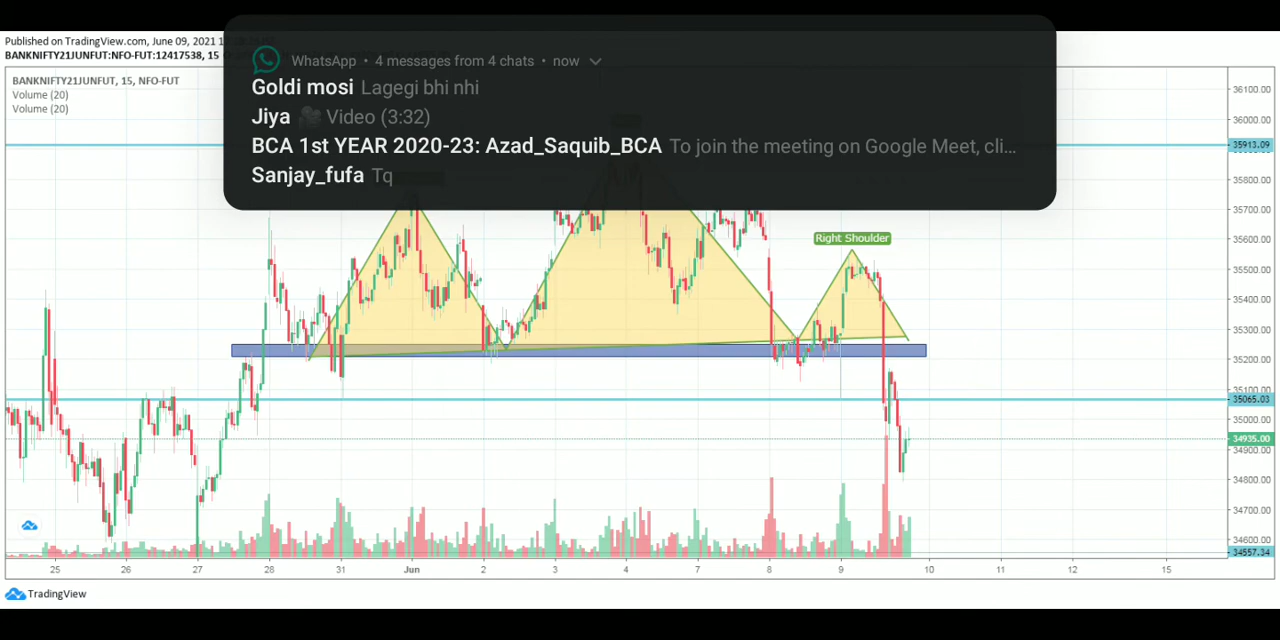 Published on TradingView.com, June 09, 2021
BANKNIFTY21JUNFUT:NFO-FUT:12417538, 15
WhatsApp • 4 messages from 4 chats • now
Goldi mosi Lagegi bhi nhi
Jiya 🎥 Video (3:32)
BCA 1st YEAR 2020-23: Azad_Saquib_BCA To join the meeting on Google Meet, cli...
Sanjay_fufa Tq
BANKNIFTY21JUNFUT, 15, NFO-FUT
Volume (20)
Volume (20)
Right Shoulder
36100.00
36000.00
35913.09
35800.00
35700.00
35600.00
35500.00
35400.00
35300.00
35200.00
35100.00
35065.03
35000.00
34935.00
34900.00
34800.00
34700.00
34600.00
34557.34
25 26 27 28 31 Jun 2 3 4 7 8 9 10 11 12 15
TradingView